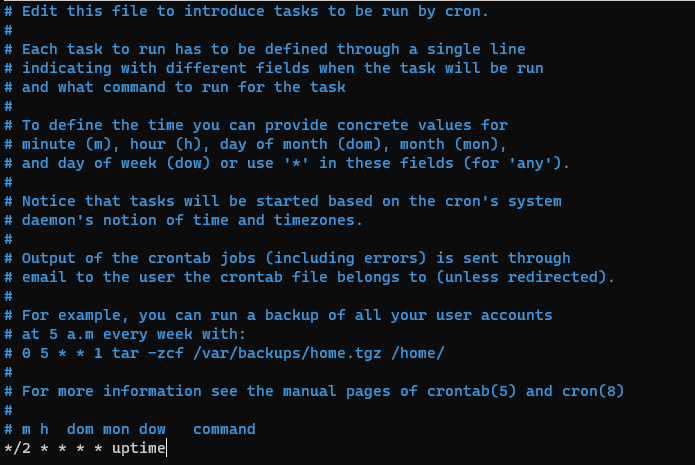 # Edit this file to introduce tasks to be run by cron.
#
# Each task to run has to be defined through a single line
# indicating with different fields when the task will be run
# and what command to run for the task
#
# To define the time you can provide concrete values for
# minute (m), hour (h), day of month (dom), month (mon),
# and day of week (dow) or use '*' in these fields (for 'any').
#
# Notice that tasks will be started based on the cron's system
# daemon's notion of time and timezones.
#
# Output of the crontab jobs (including errors) is sent through
# email to the user the crontab file belongs to (unless redirected).
#
# For example, you can run a backup of all your user accounts
# at 5 a.m every week with:
# 0 5 * * 1 tar -zcf /var/backups/home.tgz /home/
#
# For more information see the manual pages of crontab(5) and cron(8)
#
# m h  dom mon dow   command
*/2 * * * * uptime